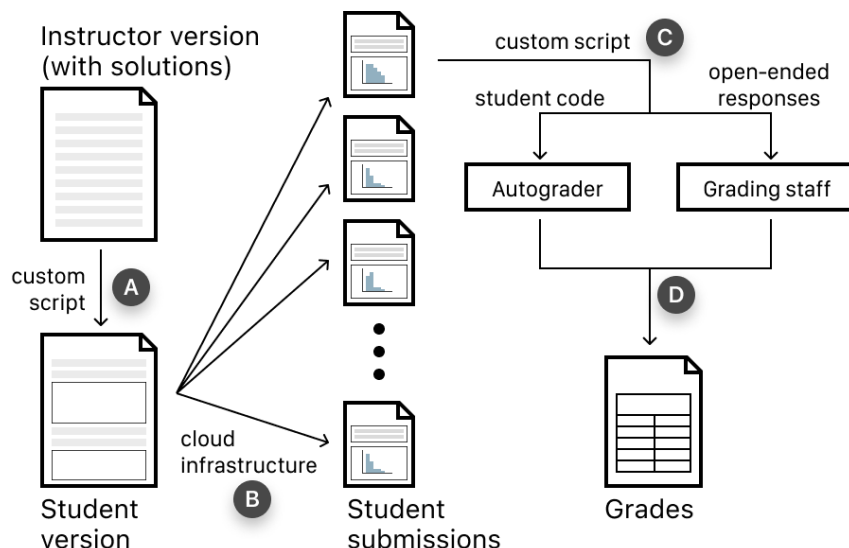 Instructor version
(with solutions)
custom script
C
student code
open-ended
responses
Autograder
Grading staff
custom
script
A
D
cloud
infrastructure
B
Student
version
Student
submissions
Grades